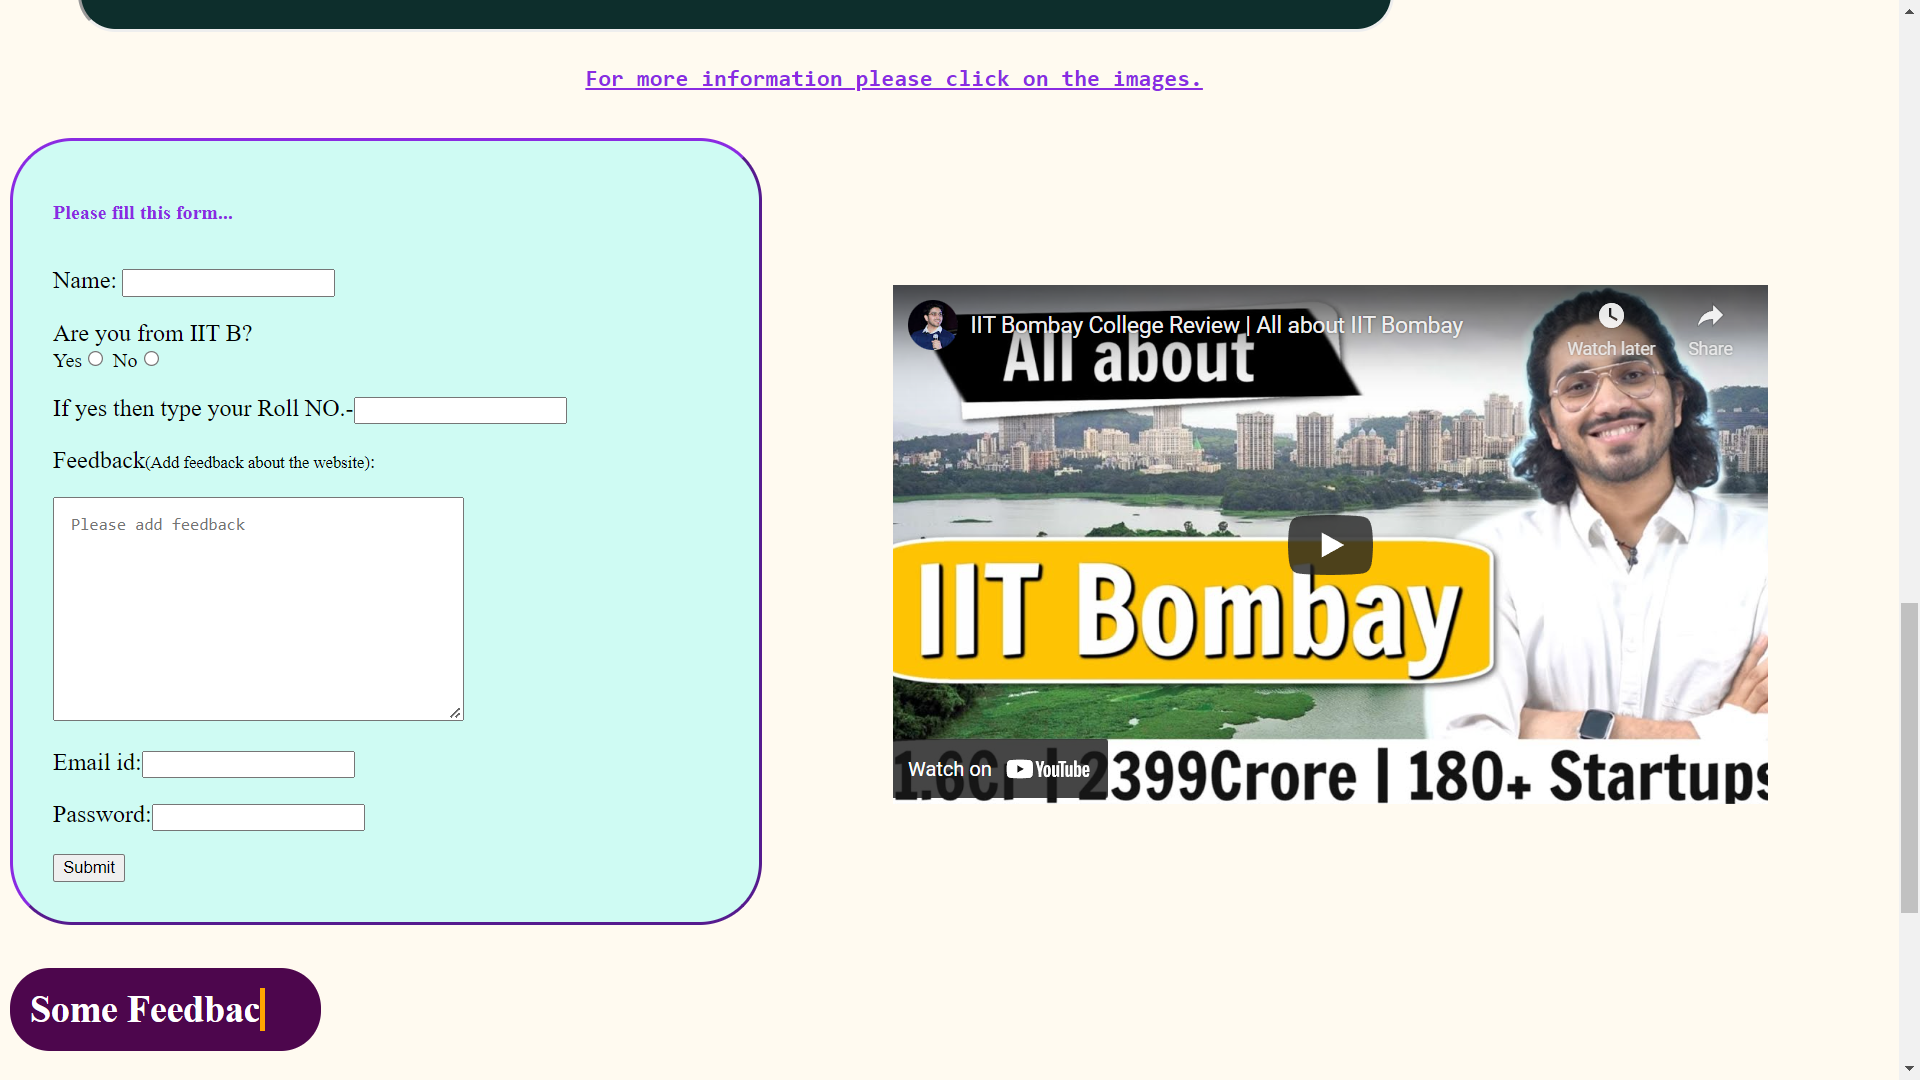 For more information please click on the images.
Please fill this form...
Name:
Are you from IIT B?
Yes No
If yes then type your Roll NO.-
Feedback(Add feedback about the website):
Please add feedback
Email id:
Password:
Submit
IIT Bombay College Review | All about IIT Bombay
Watch later
Share
All about
IIT Bombay
Watch on YouTube
2399Crore | 180+ Startups
Some Feedbac